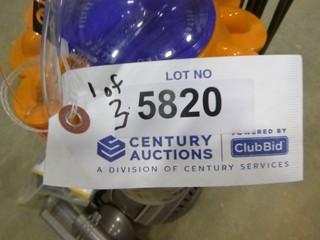 LOT NO
1 of 3
5820
CENTURY AUCTIONS
POWERED BY
ClubBid
A DIVISION OF CENTURY SERVICES